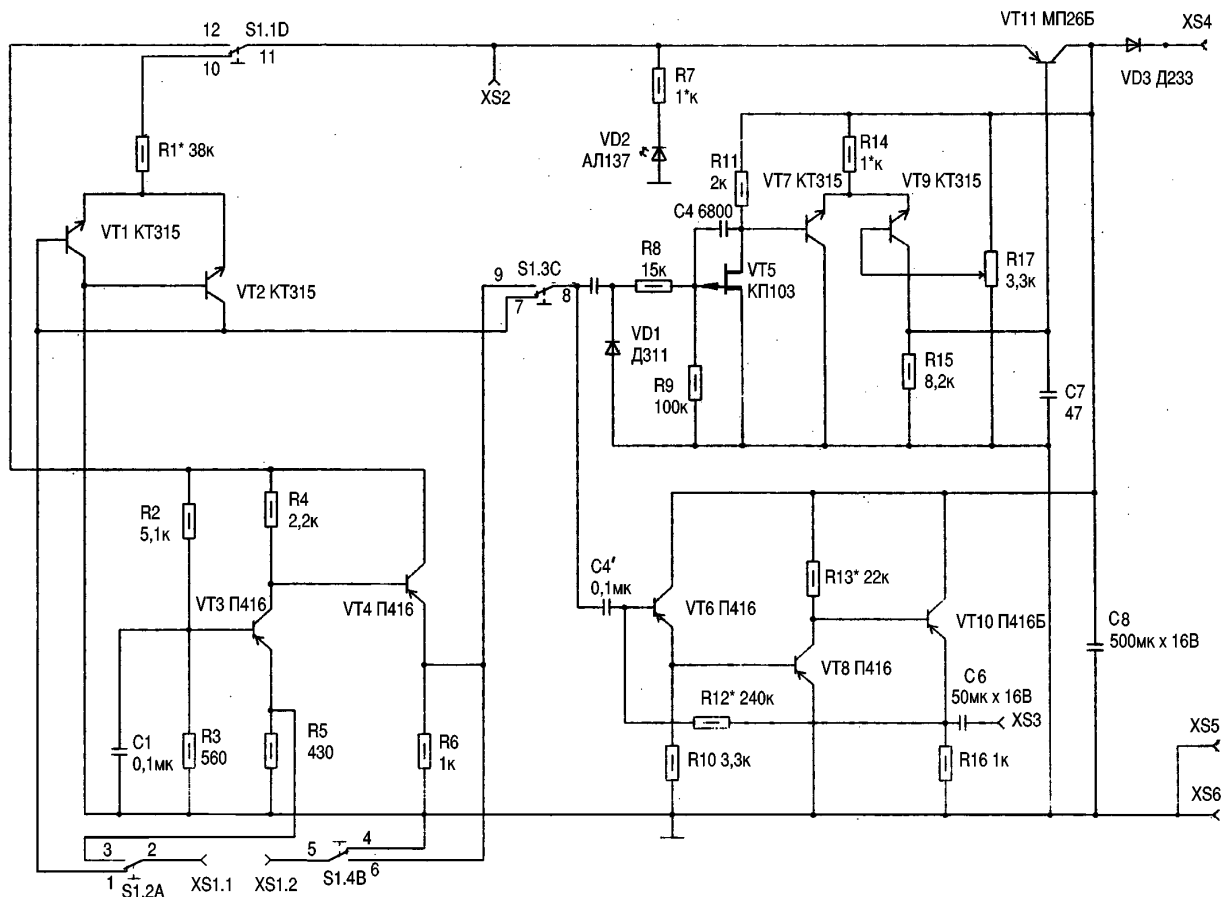 12
S1.1D
10
11
XS2
VT11 МП26Б
XS4
VD3 Д233
R1* 38к
R7
1*к
VD2
АЛ137
R11
2к
R14
1*к
VT7 КТ315
VT9 КТ315
C4 6800
VT1 КТ315
VT2 КТ315
9
S1.3C
7
8
R8
15к
VT5
КП103
R17
3,3к
VD1
Д311
R9
100к
R15
8,2к
C7
47
R2
5,1к
R4
2,2к
VT3 П416
VT4 П416
C4′
0,1мк
VT6 П416
R13* 22к
VT10 П416Б
VT8 П416
C8
500мк x 16В
R12* 240к
C6
50мк x 16В
XS3
C1
0,1мк
R3
560
R5
430
R6
1к
R10 3,3к
R16 1к
XS5
XS6
3
2
1
S1.2A
XS1.1
XS1.2
5
4
6
S1.4B